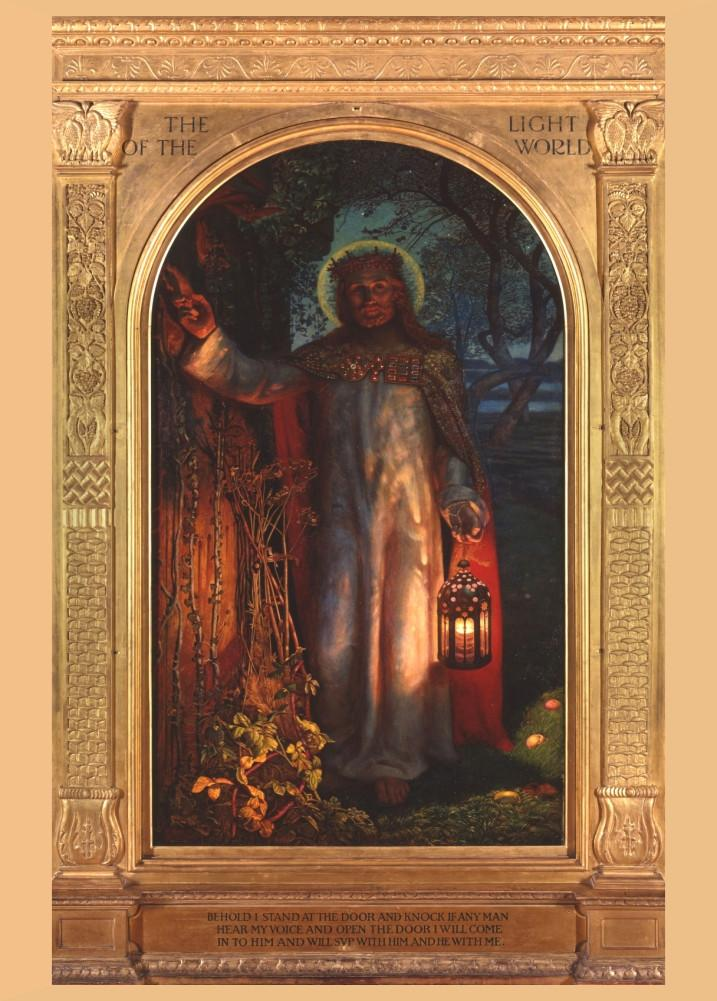 THE LIGHT
OF THE WORLD
BEHOLD I STAND AT THE DOOR AND KNOCK IF ANY MAN
HEAR MY VOICE AND OPEN THE DOOR I WILL COME
IN TO HIM AND WILL SVP WITH HIM AND HE WITH ME.